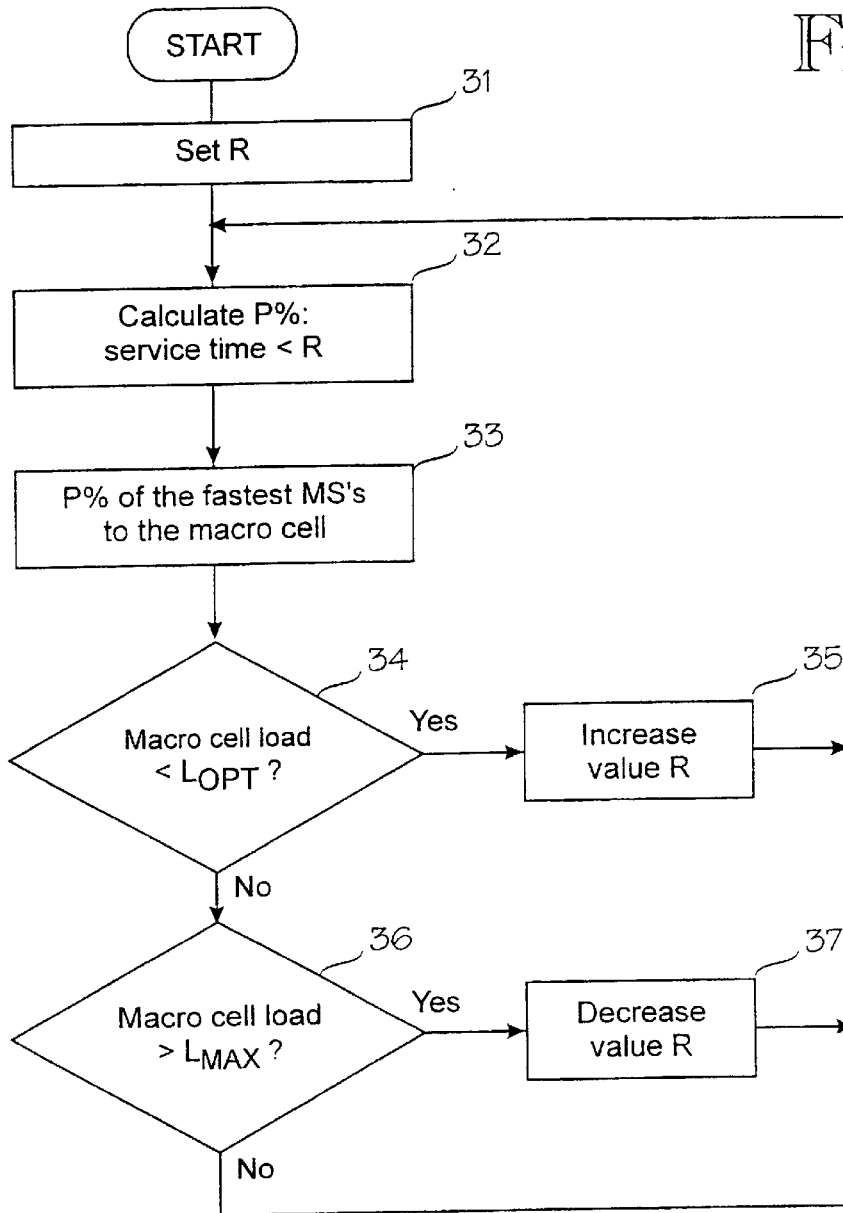 START
31
Set R
32
Calculate P%:
service time < R
33
P% of the fastest MS's
to the macro cell
34
Macro cell load
< LOPT ?
Yes
35
Increase
value R
No
36
Macro cell load
> LMAX ?
Yes
37
Decrease
value R
No